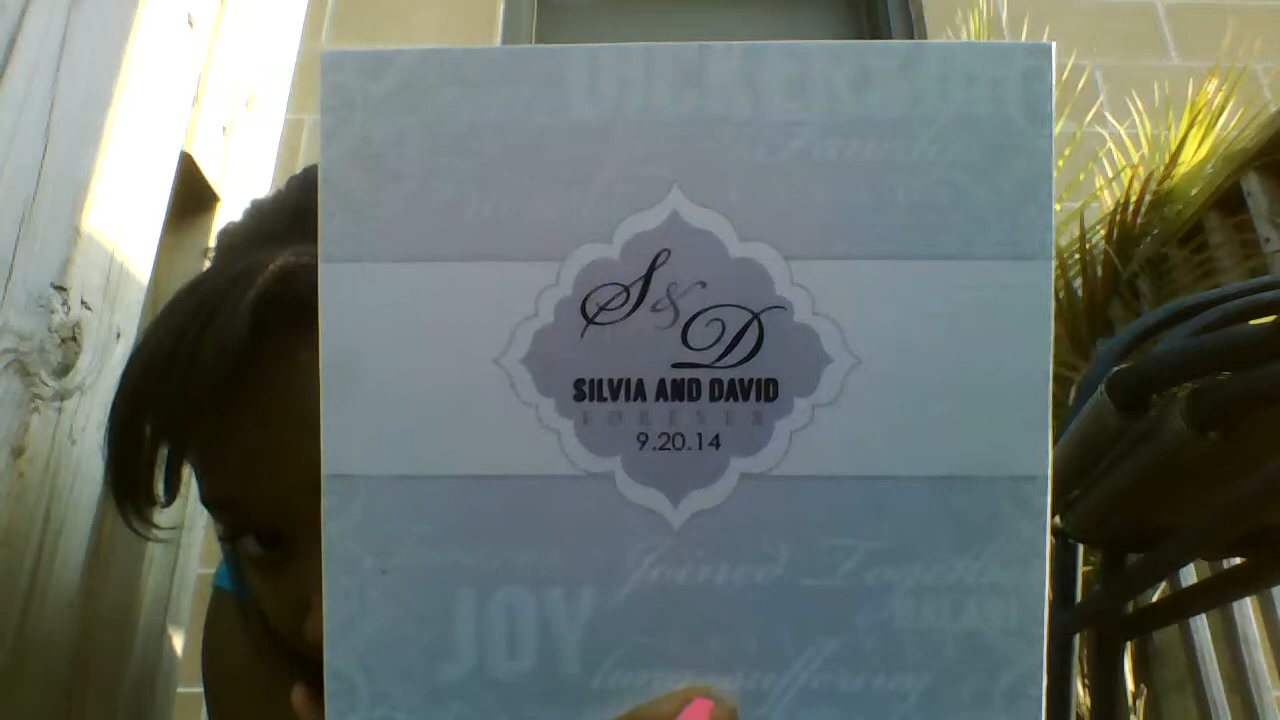 Family
S & D
SILVIA AND DAVID
FOREVER
9.20.14
Joined Together
JOY
longsuffering